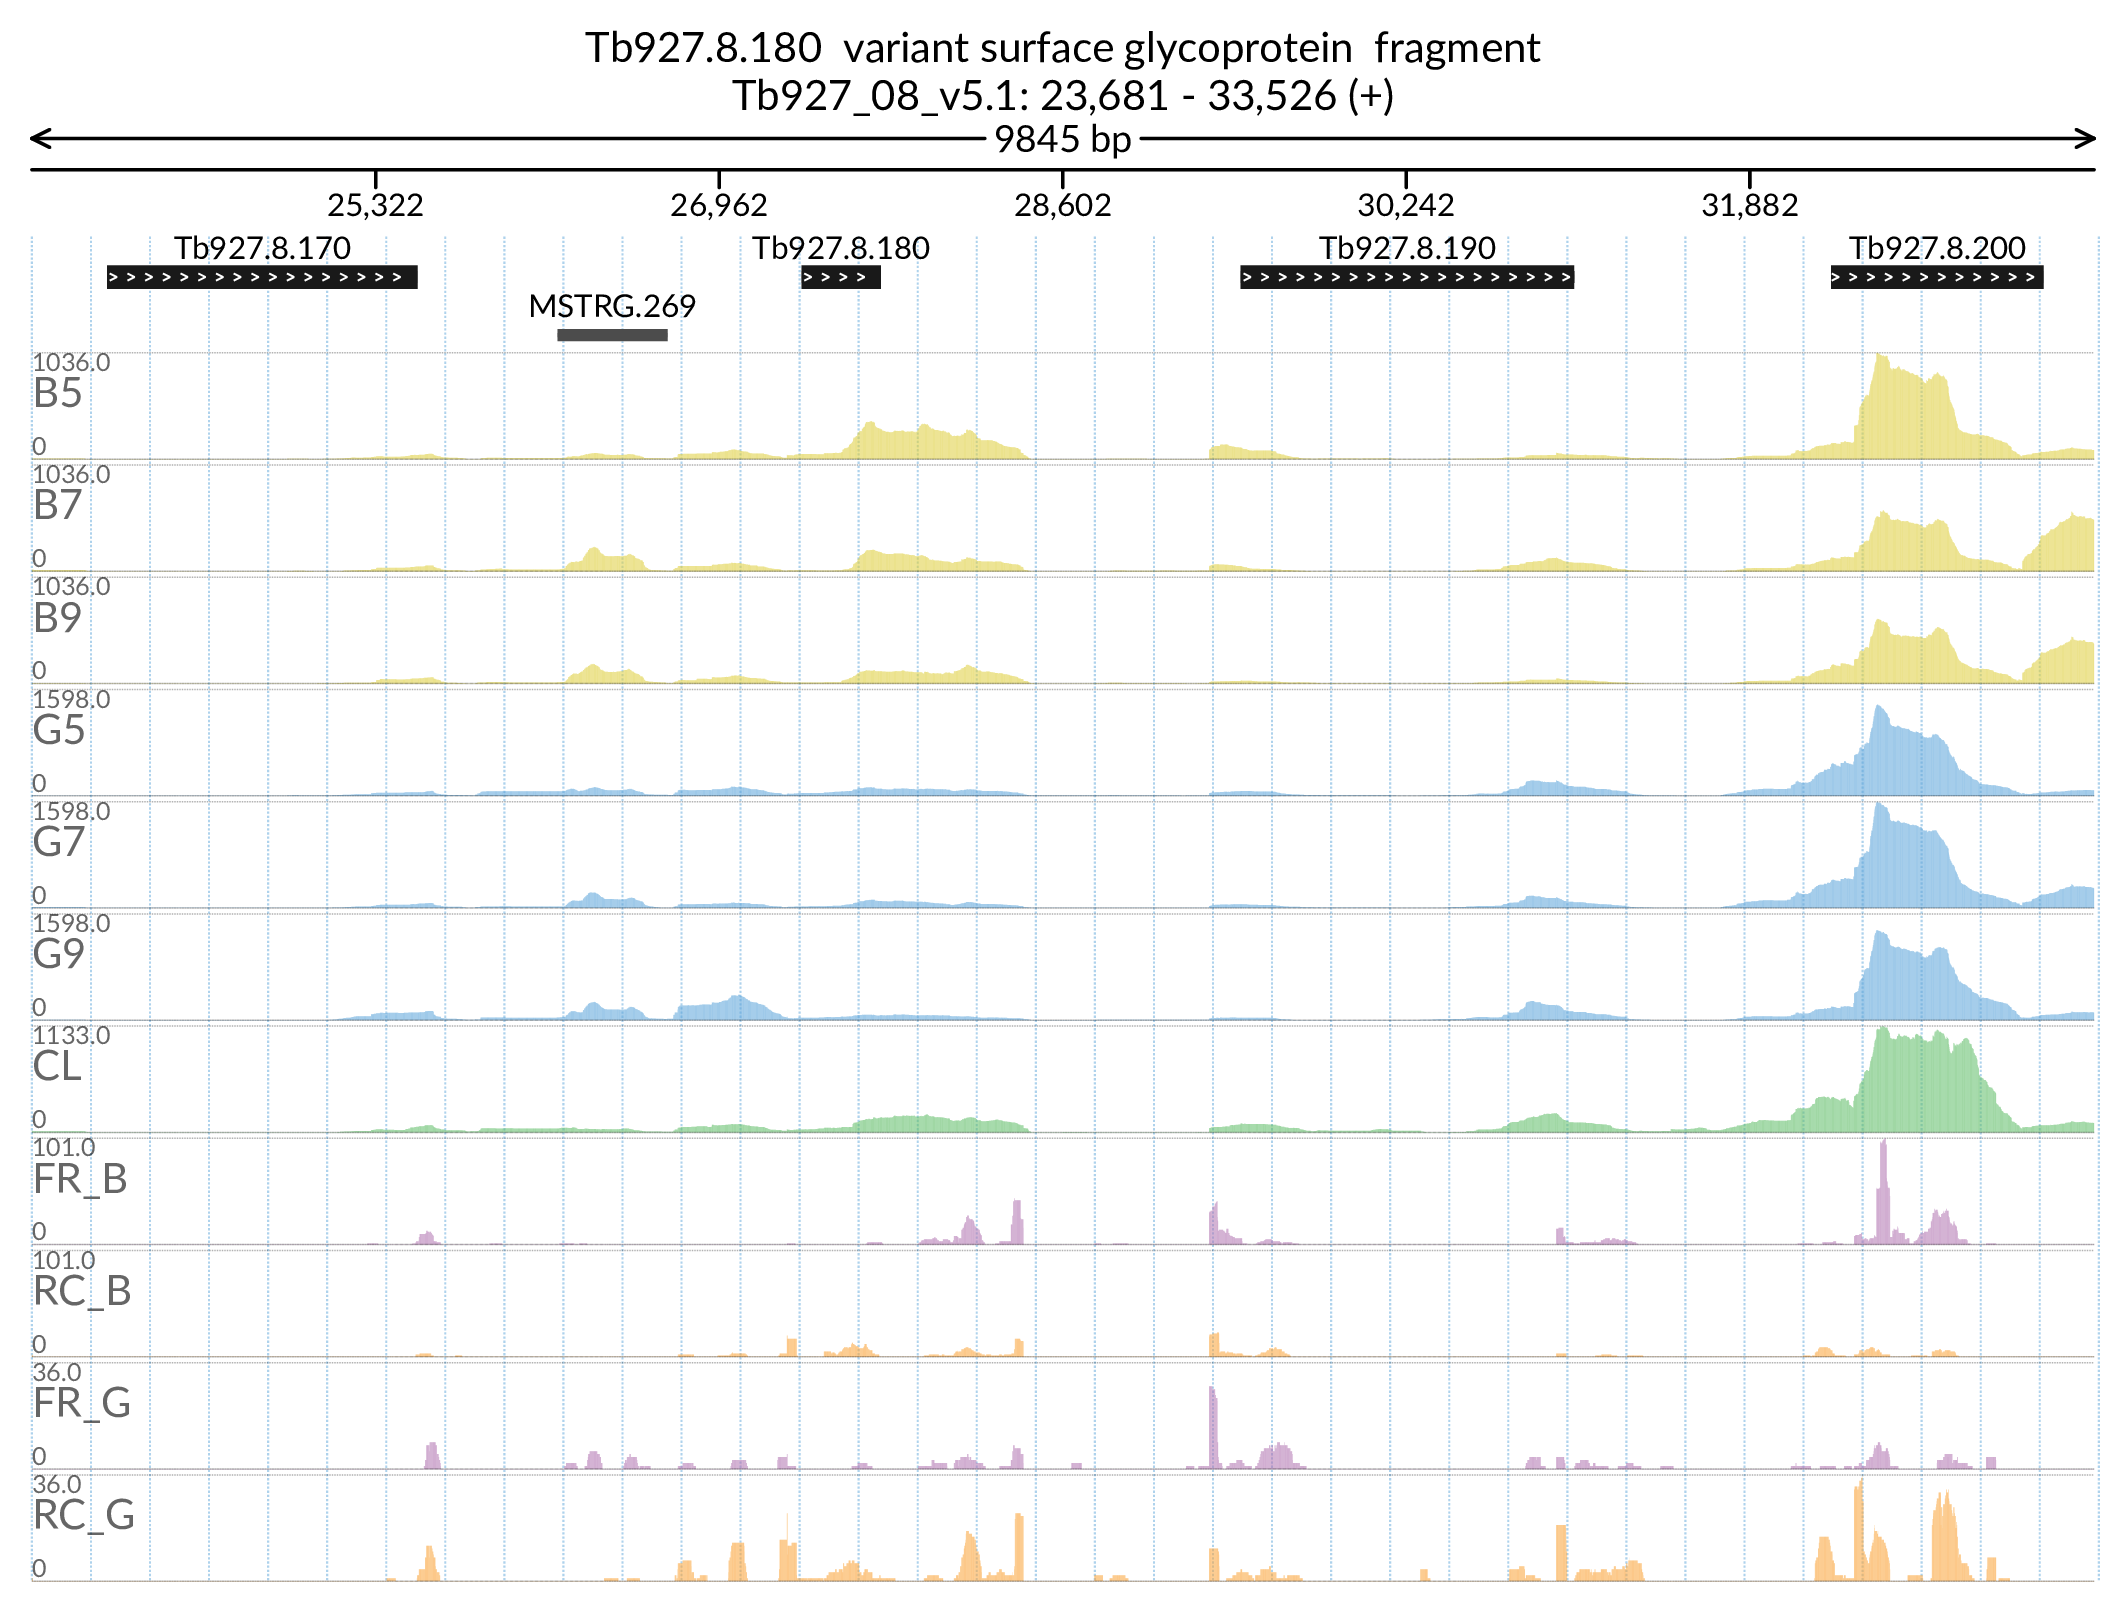 Tb927.8.180  variant surface glycoprotein  fragment
Tb927_08_v5.1: 23,681 - 33,526 (+)
9845 bp
25,322 26,962 28,602 30,242 31,882
Tb927.8.170 Tb927.8.180 Tb927.8.190 Tb927.8.200
MSTRG.269
1036.0
B5
0
1036.0
B7
0
1036.0
B9
0
1598.0
G5
0
1598.0
G7
0
1598.0
G9
0
1133.0
CL
0
101.0
FR_B
0
101.0
RC_B
0
36.0
FR_G
0
36.0
RC_G
0